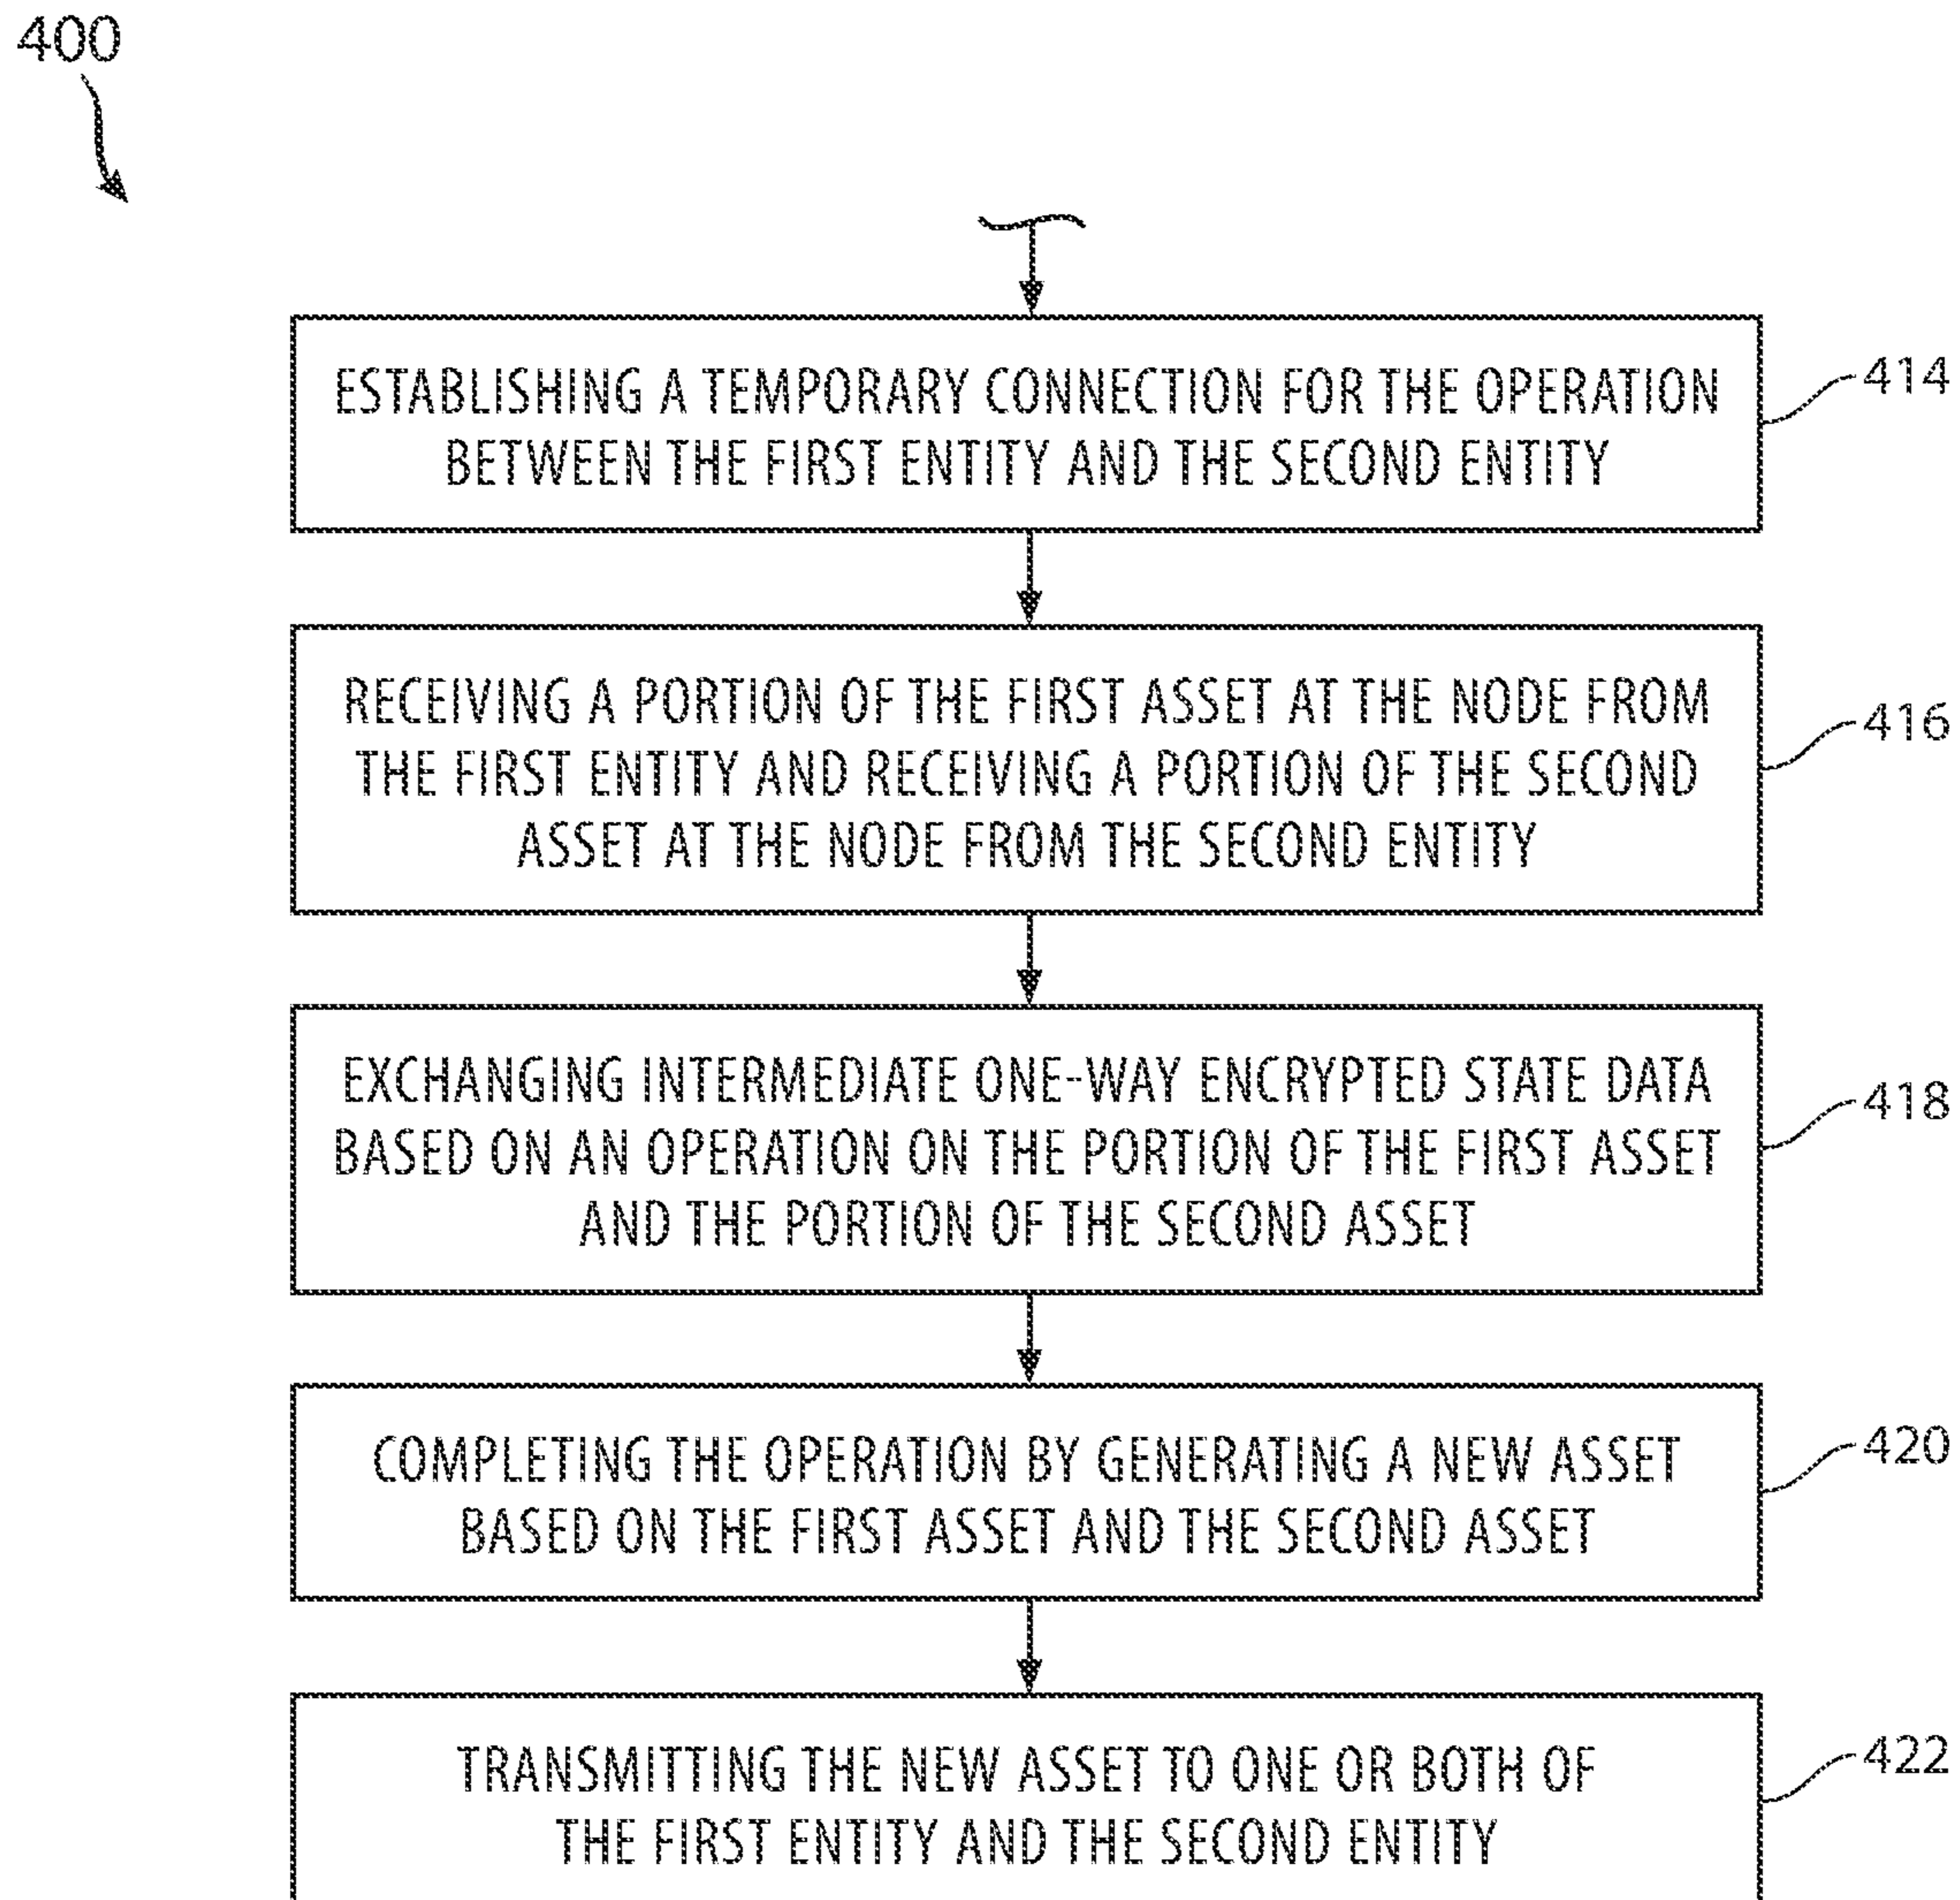 400
ESTABLISHING A TEMPORARY CONNECTION FOR THE OPERATION
BETWEEN THE FIRST ENTITY AND THE SECOND ENTITY
414
RECEIVING A PORTION OF THE FIRST ASSET AT THE NODE FROM
THE FIRST ENTITY AND RECEIVING A PORTION OF THE SECOND
ASSET AT THE NODE FROM THE SECOND ENTITY
416
EXCHANGING INTERMEDIATE ONE-WAY ENCRYPTED STATE DATA
BASED ON AN OPERATION ON THE PORTION OF THE FIRST ASSET
AND THE PORTION OF THE SECOND ASSET
418
COMPLETING THE OPERATION BY GENERATING A NEW ASSET
BASED ON THE FIRST ASSET AND THE SECOND ASSET
420
TRANSMITTING THE NEW ASSET TO ONE OR BOTH OF
THE FIRST ENTITY AND THE SECOND ENTITY
422